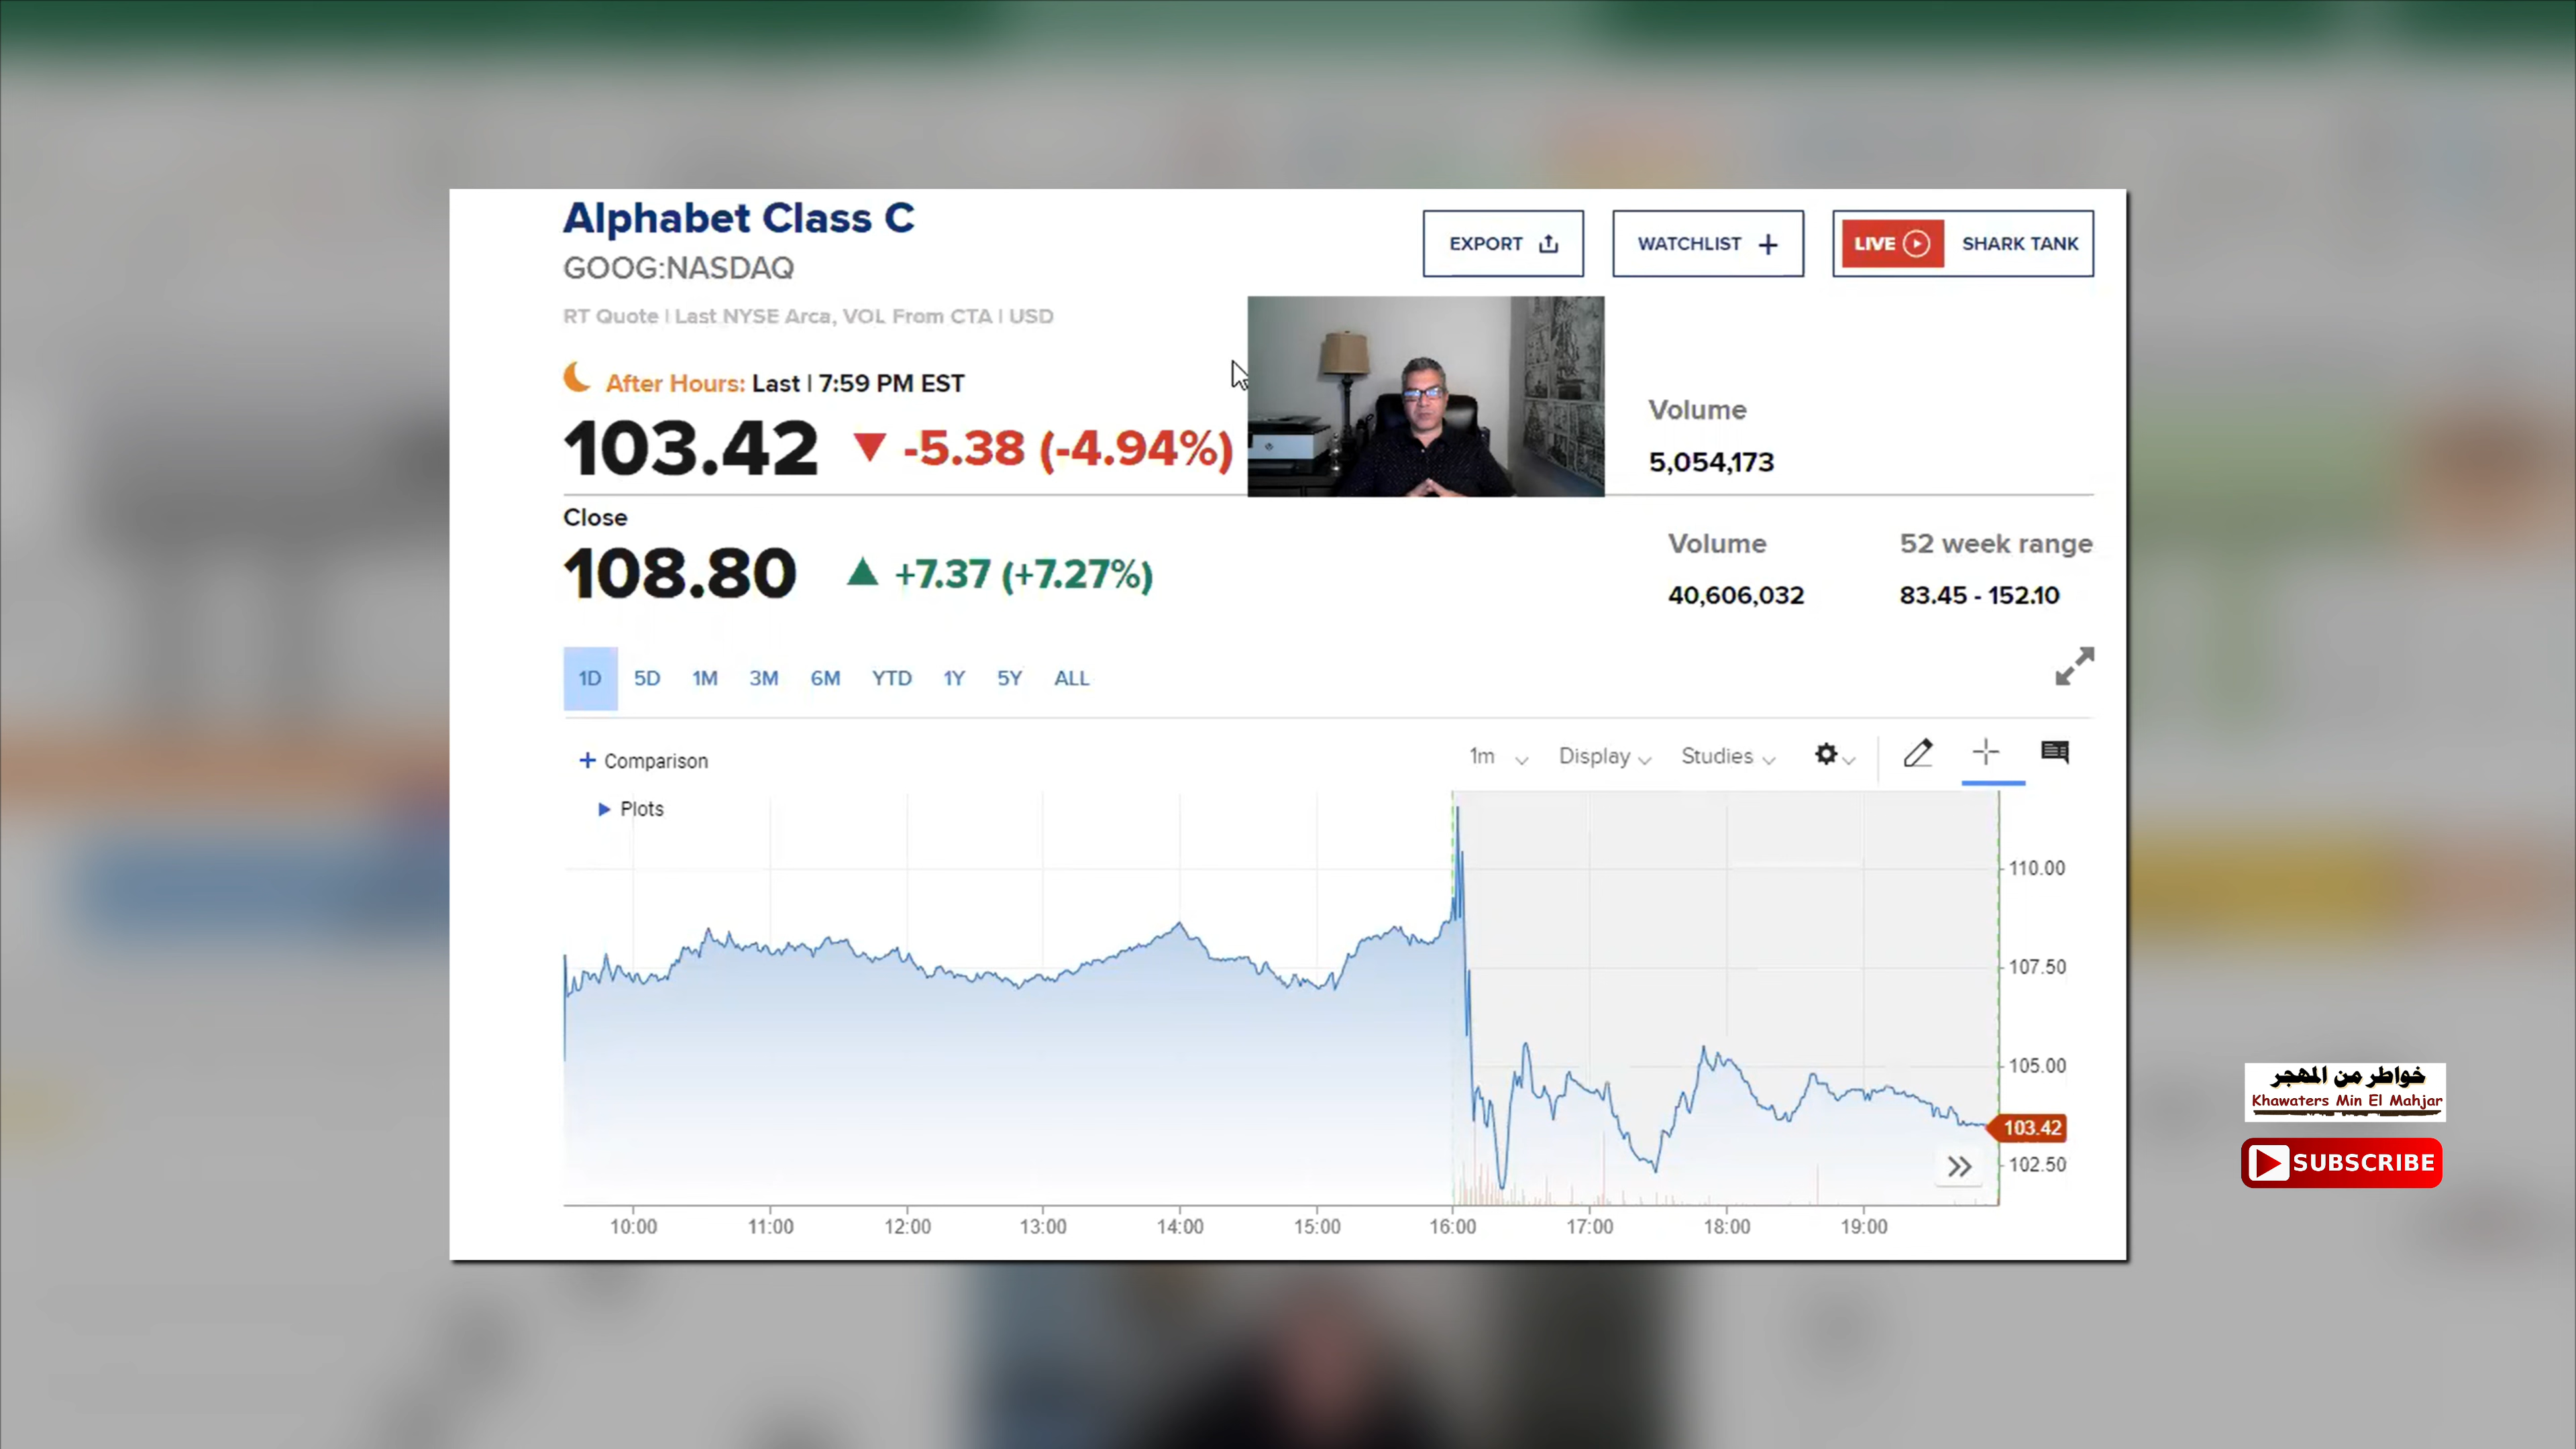 Alphabet Class C
GOOG:NASDAQ
RT Quote | Last NYSE Arca, VOL From CTA | USD
EXPORT
WATCHLIST +
LIVE SHARK TANK
After Hours: Last | 7:59 PM EST
103.42 ▼ -5.38 (-4.94%)
Volume
5,054,173
Close
108.80 ▲ +7.37 (+7.27%)
Volume
40,606,032
52 week range
83.45 - 152.10
1D 5D 1M 3M 6M YTD 1Y 5Y ALL
+ Comparison
1m Display Studies
Plots
110.00
107.50
105.00
103.42
102.50
10:00 11:00 12:00 13:00 14:00 15:00 16:00 17:00 18:00 19:00
خواطر من المهجر
Khawaters Min El Mahjar
SUBSCRIBE